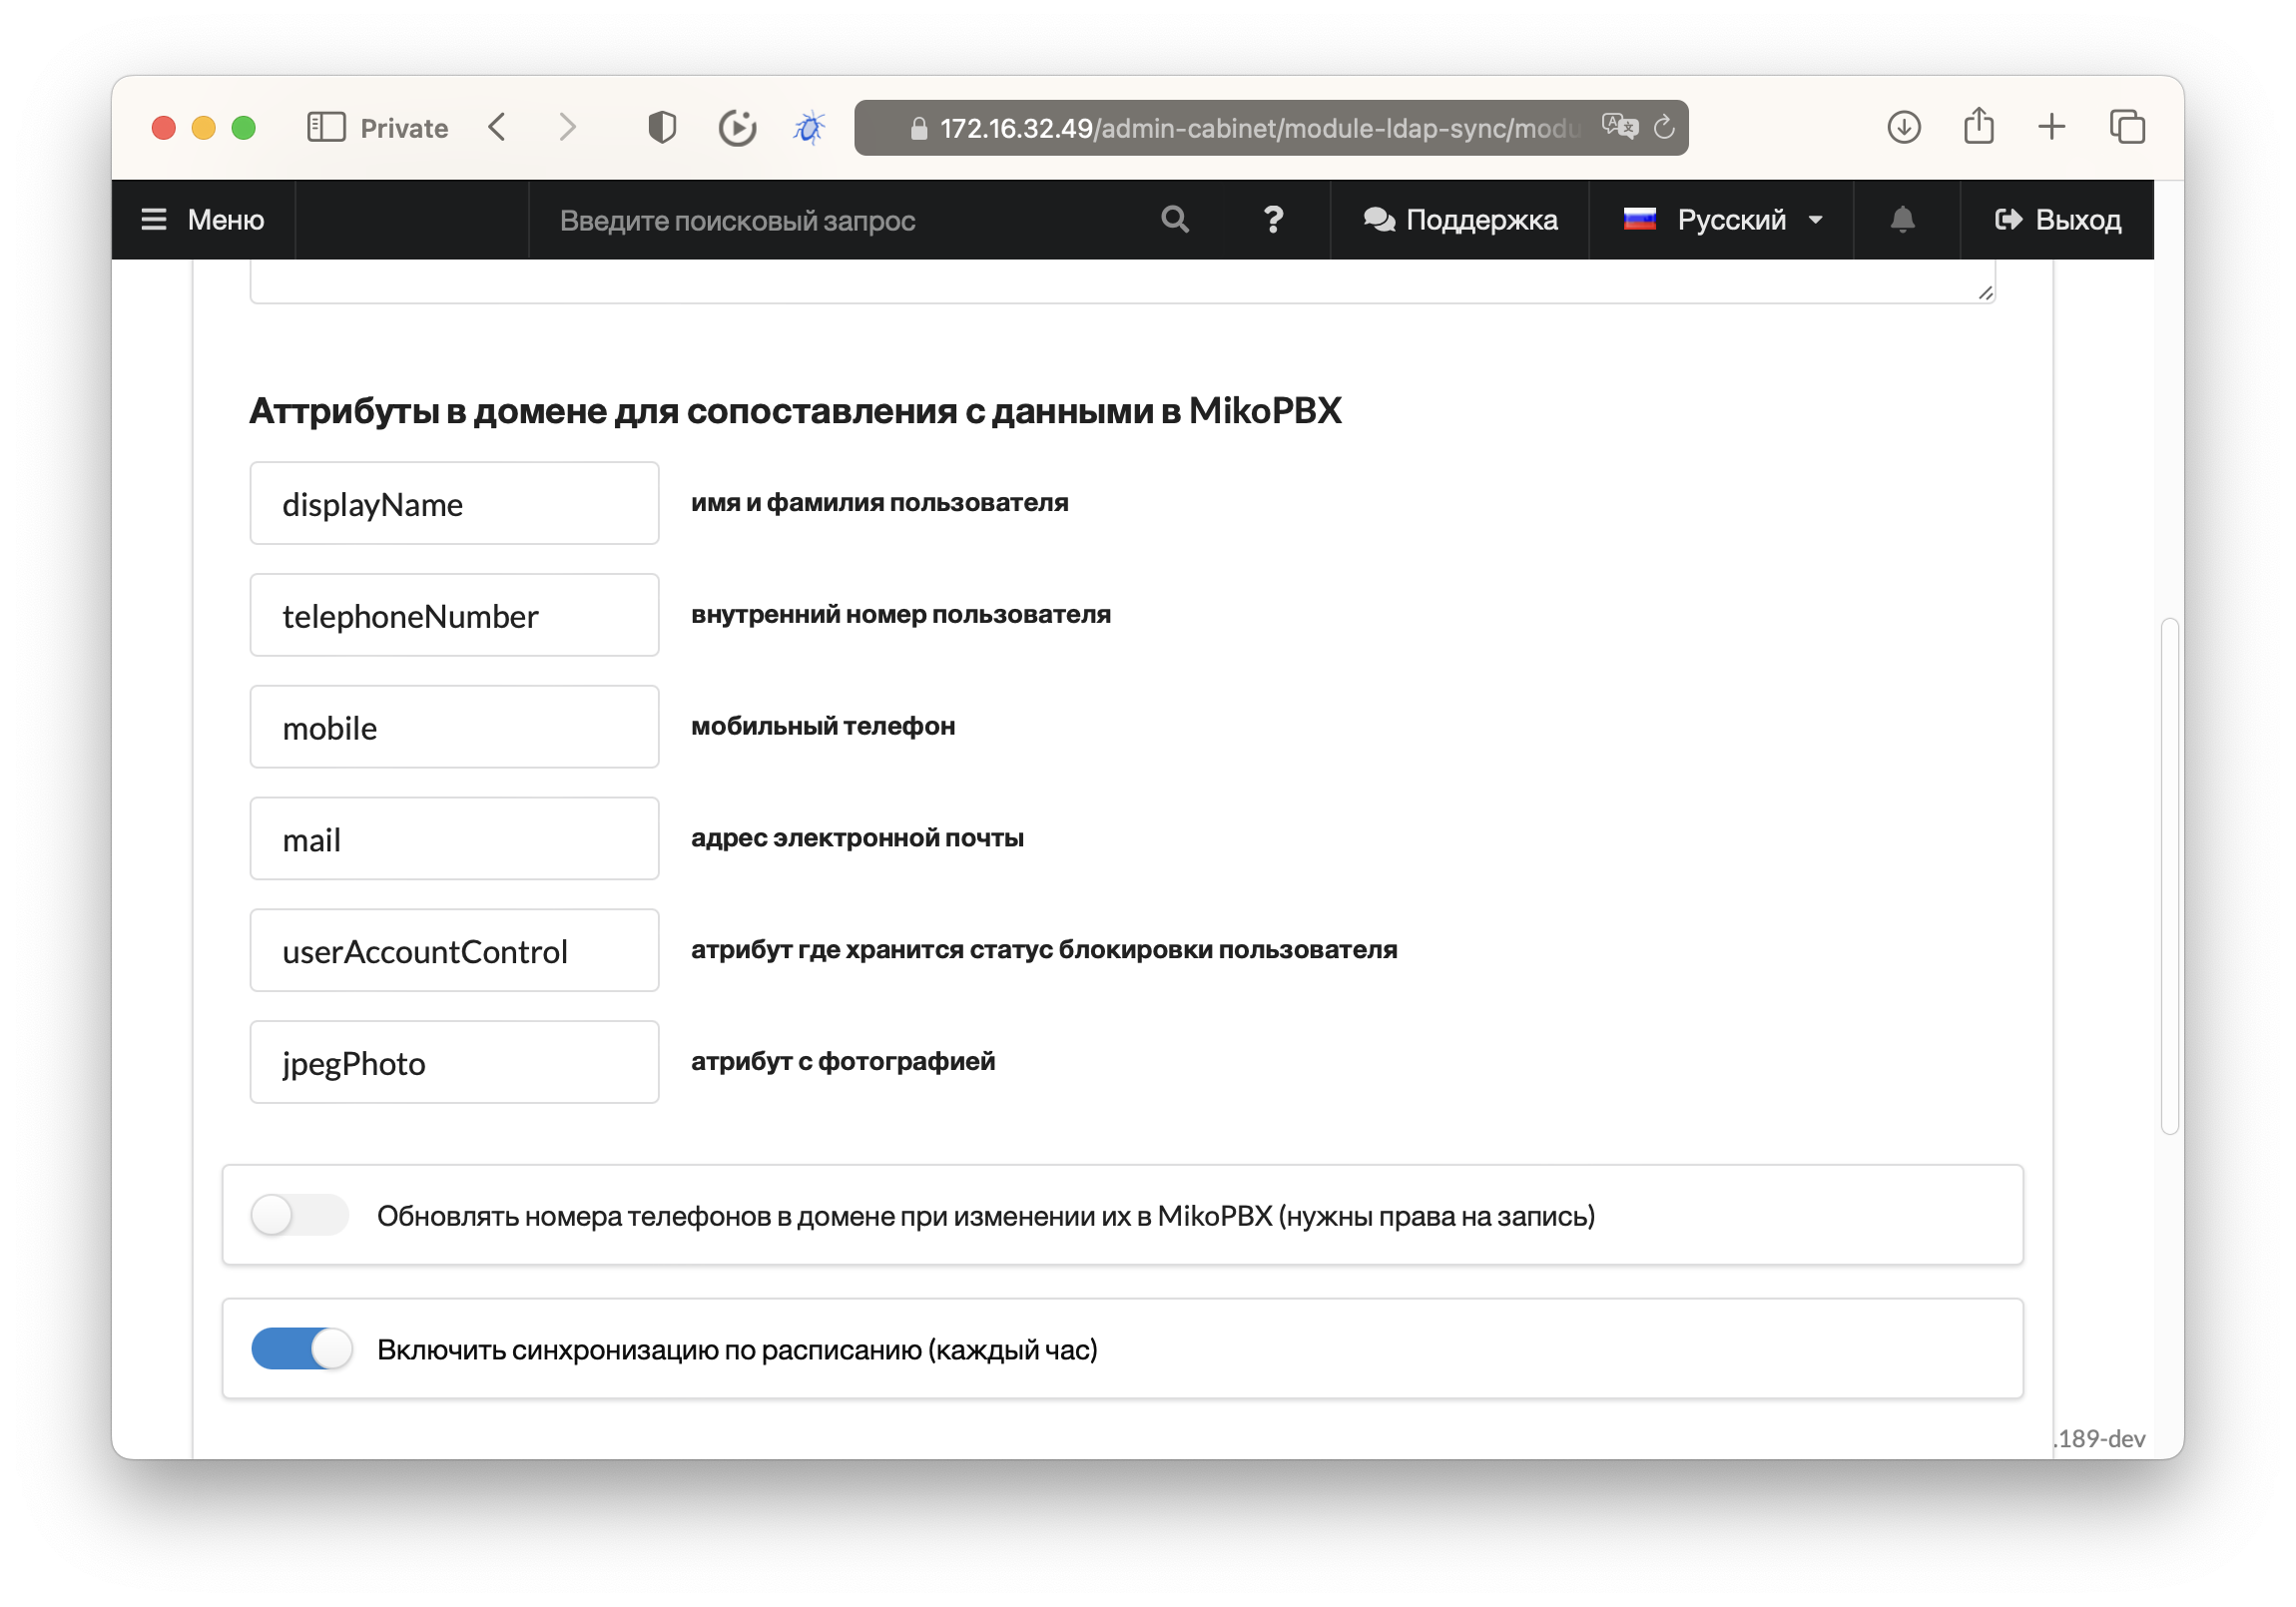 Private
172.16.32.49/admin-cabinet/module-ldap-sync/modu
Меню
Введите поисковый запрос
?
Поддержка
Русский
Выход
Аттрибуты в домене для сопоставления с данными в MikoPBX
displayName
имя и фамилия пользователя
telephoneNumber
внутренний номер пользователя
mobile
мобильный телефон
mail
адрес электронной почты
userAccountControl
атрибут где хранится статус блокировки пользователя
jpegPhoto
атрибут с фотографией
Обновлять номера телефонов в домене при изменении их в MikoPBX (нужны права на запись)
Включить синхронизацию по расписанию (каждый час)
.189-dev